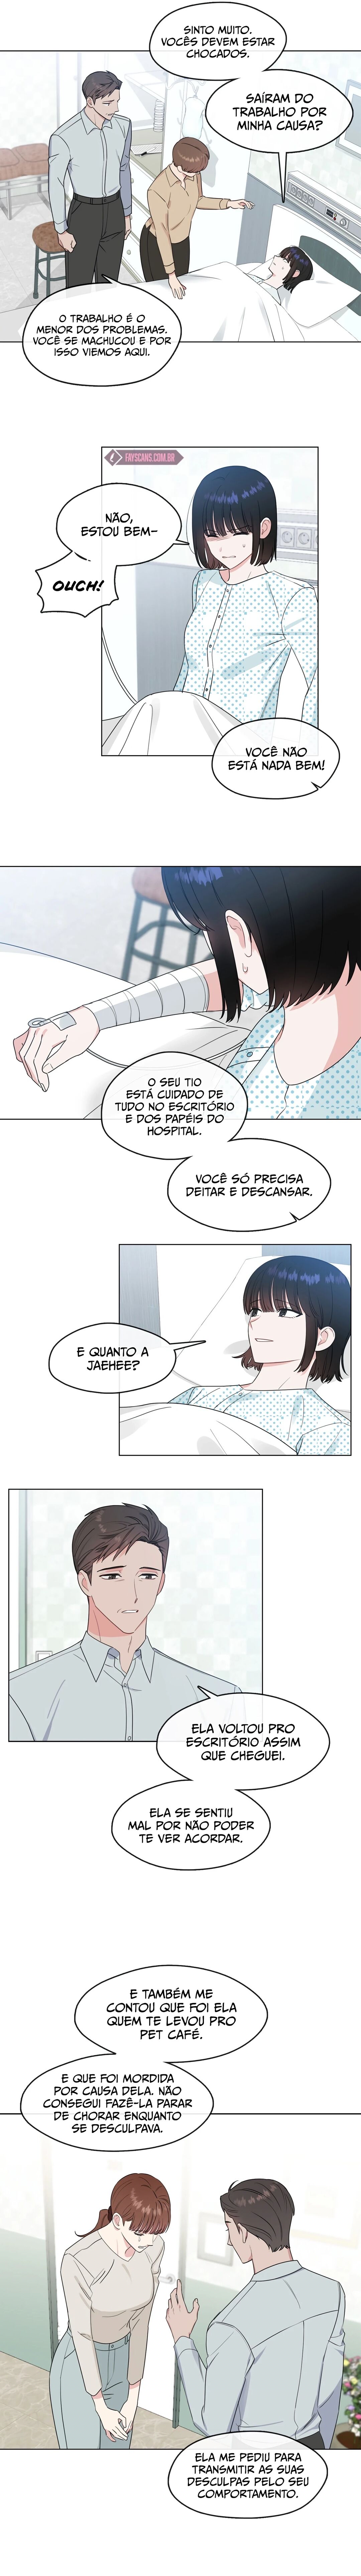 SINTO MUITO.
VOCÊS DEVEM ESTAR
CHOCADOS.
SAÍRAM DO
TRABALHO POR
MINHA CAUSA?
O TRABALHO É O
MENOR DOS PROBLEMAS.
VOCÊ SE MACHUCOU E POR
ISSO VIEMOS AQUI.
FAYSCANS.COM.BR
NÃO,
ESTOU BEM-
OUCH!
VOCÊ NÃO
ESTÁ NADA BEM!
O SEU TIO
ESTÁ CUIDADO DE
TUDO NO ESCRITÓRIO
E DOS PAPÉIS DO
HOSPITAL.
VOCÊ SÓ PRECISA
DEITAR E DESCANSAR.
E QUANTO A
JAEHEE?
ELA VOLTOU PRO
ESCRITÓRIO ASSIM
QUE CHEGUEI.
ELA SE SENTIU
MAL POR NÃO PODER
TE VER ACORDAR.
E TAMBÉM ME
CONTOU QUE FOI ELA
QUEM TE LEVOU PRO
PET CAFÉ.
E QUE FOI MORDIDA
POR CAUSA DELA. NÃO
CONSEGUI FAZÊ-LA PARAR
DE CHORAR ENQUANTO
SE DESCULPAVA.
ELA ME PEDIU PARA
TRANSMITIR AS SUAS
DESCULPAS PELO SEU
COMPORTAMENTO.